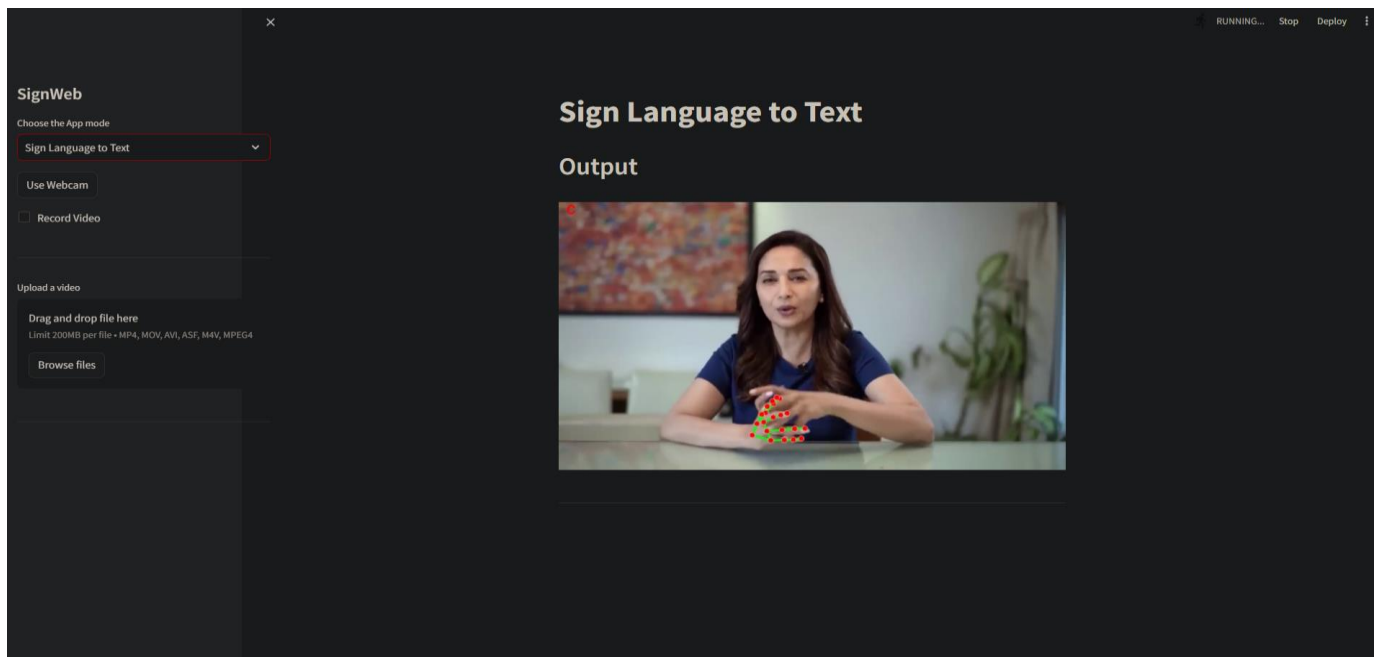 RUNNING... Stop Deploy
SignWeb
Choose the App mode
Sign Language to Text
Use Webcam
Record Video
Upload a video
Drag and drop file here
Limit 200MB per file • MP4, MOV, AVI, ASF, M4V, MPEG4
Browse files
Sign Language to Text
Output
C